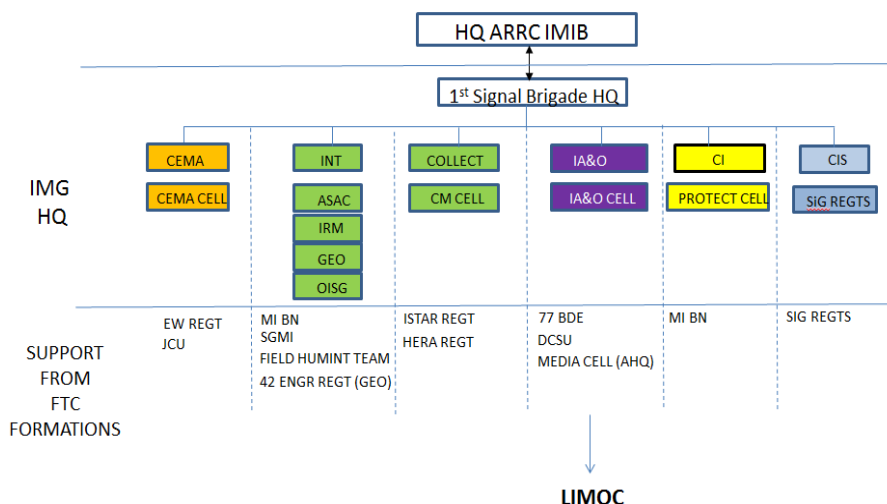 HQ ARRC IMIB
1st Signal Brigade HQ
IMG
HQ
CEMA
CEMA CELL
INT
ASAC
IRM
GEO
OISG
COLLECT
CM CELL
IA&O
IA&O CELL
CI
PROTECT CELL
CIS
SiG REGTS
SUPPORT
FROM
FTC
FORMATIONS
EW REGT
JCU
MI BN
SGMI
FIELD HUMINT TEAM
42 ENGR REGT (GEO)
ISTAR REGT
HERA REGT
77 BDE
DCSU
MEDIA CELL (AHQ)
MI BN
SIG REGTS
LIMOC